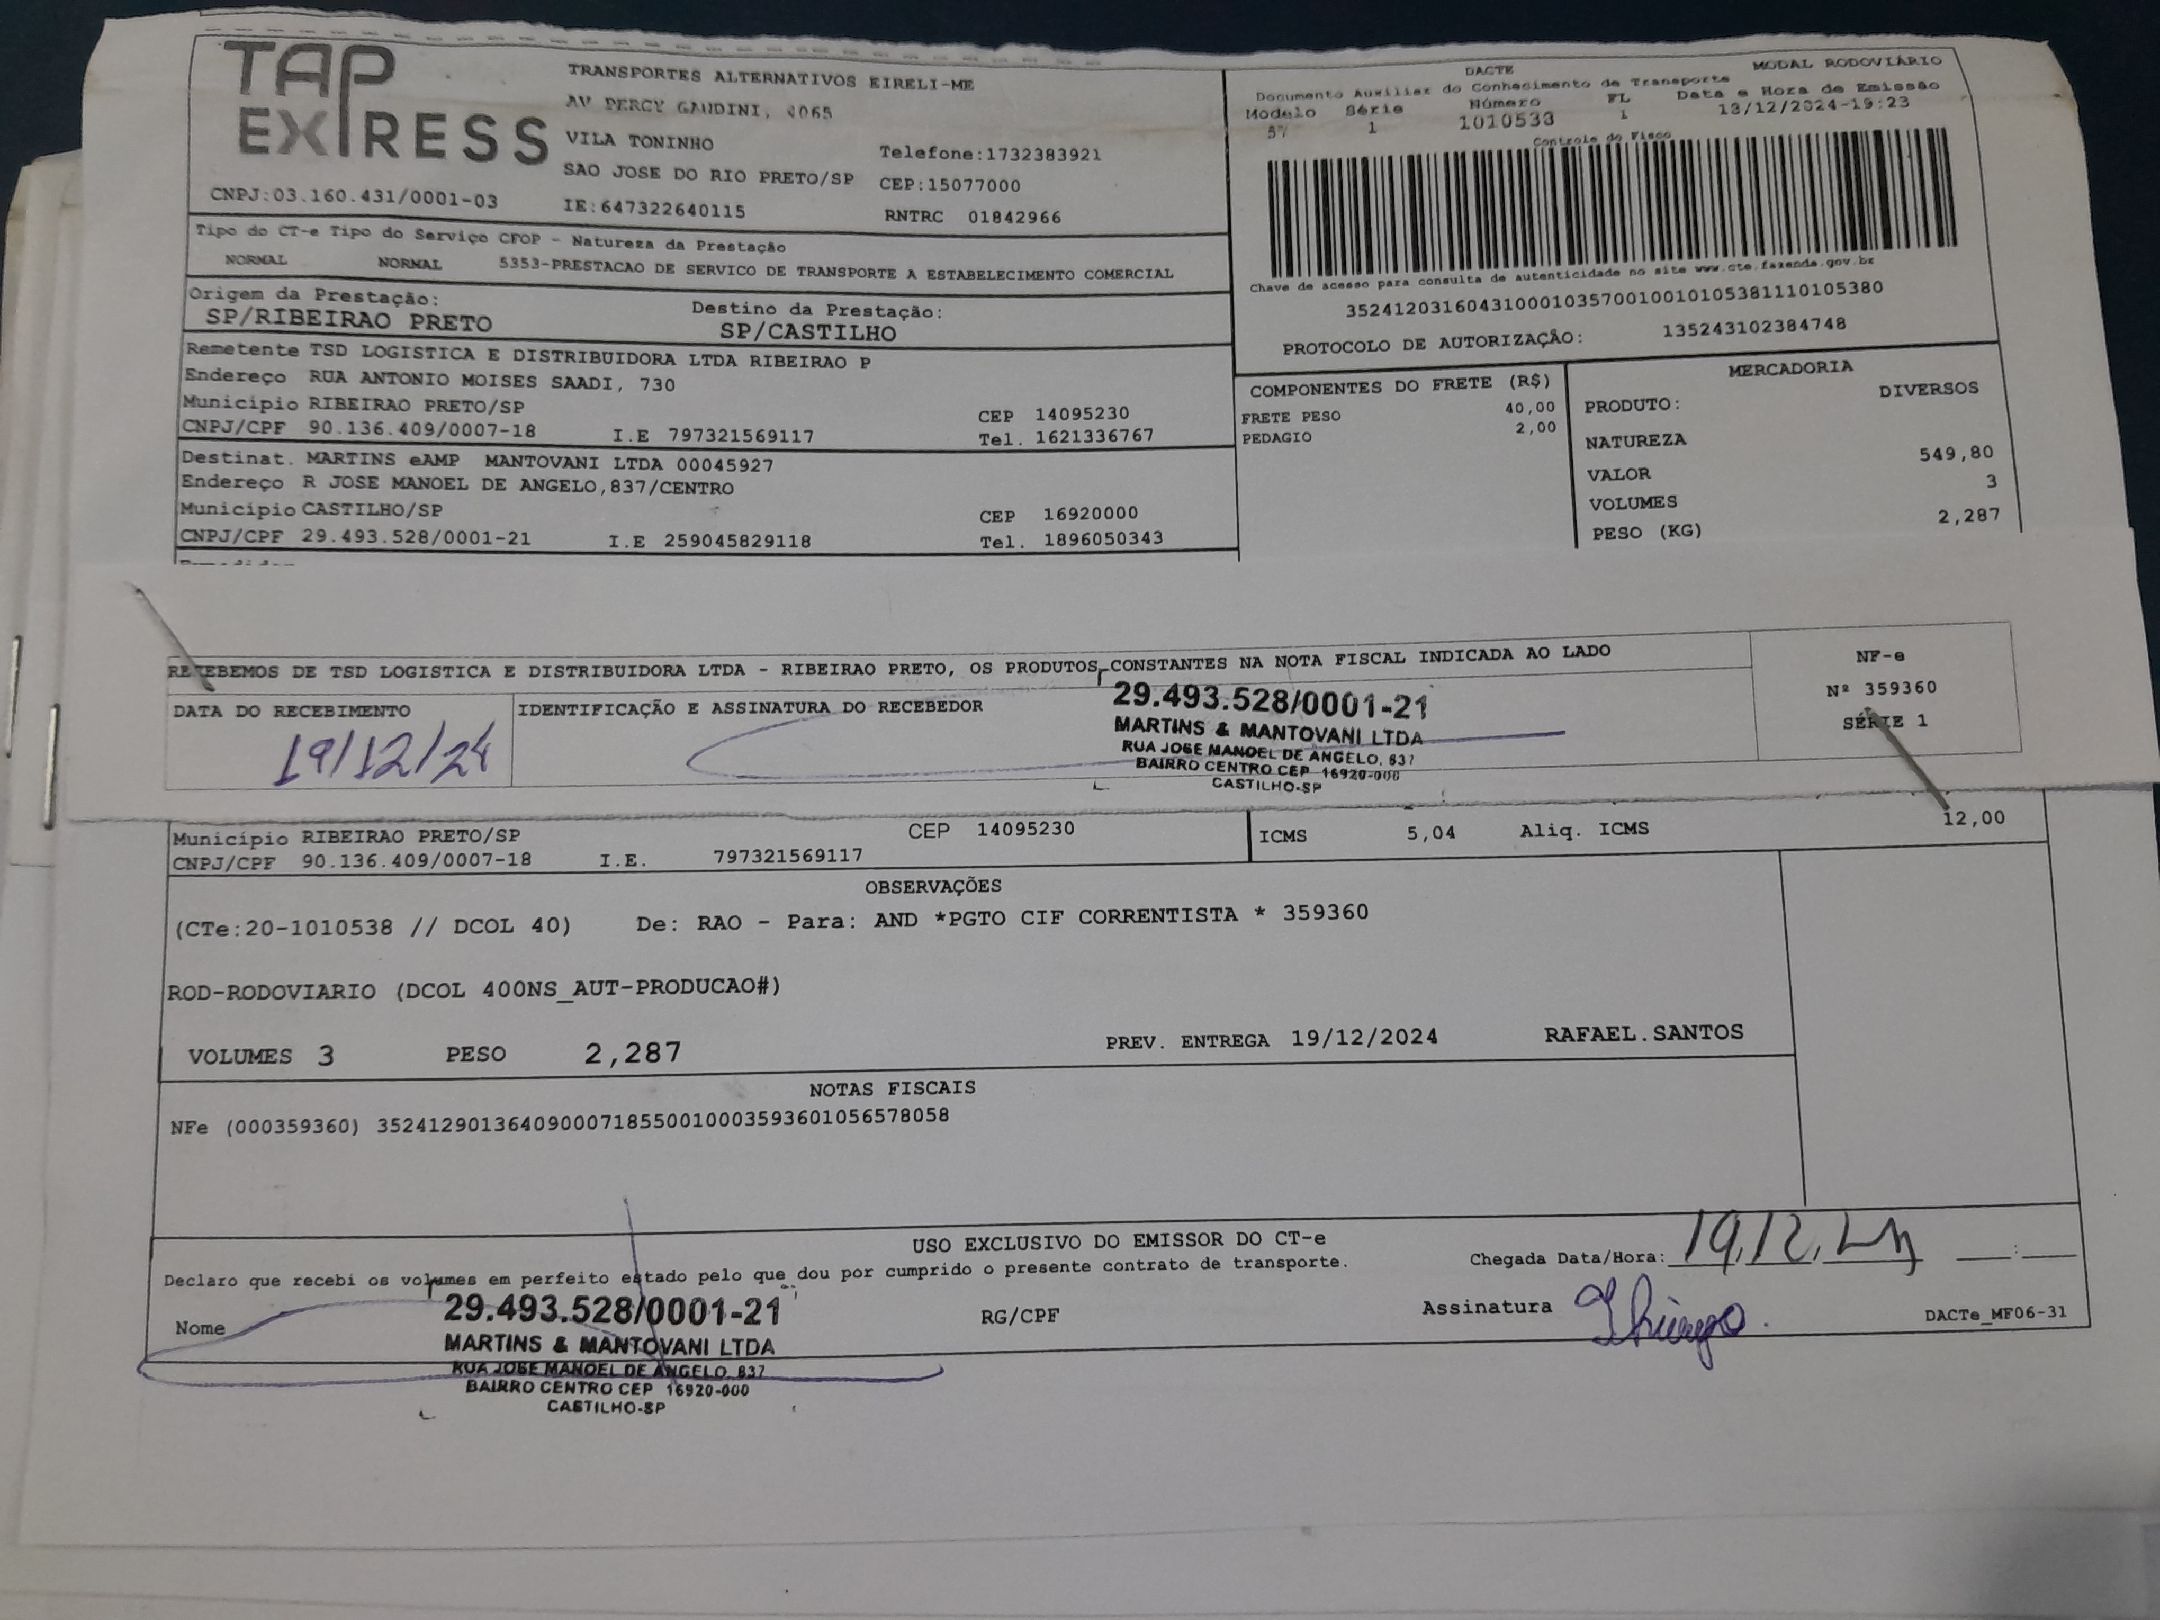 TAP
EXPRESS
TRANSPORTES ALTERNATIVOS EIRELI-ME
AV PERCY GANDINI, 4065
VILA TONINHO
Telefone:1732383921
SAO JOSE DO RIO PRETO/SP CEP:15077000
CNPJ:03.160.431/0001-03 IE:647322640115 RNTRC 01842966
DACTE MODAL RODOVIÁRIO
Documento Auxiliar do Conhecimento de Transporte
Modelo Série Número FL Data e Hora de Emissão
57 1 1010538 1 18/12/2024-19:23
Controle do Fisco
Chave de acesso para consulta de autenticidade no site www.cte.fazenda.gov.br
35241203160431000103570010010105381110105380
PROTOCOLO DE AUTORIZAÇÃO: 135243102384748
Tipo do CT-e Tipo do Serviço CFOP - Natureza da Prestação
NORMAL NORMAL 5353-PRESTACAO DE SERVICO DE TRANSPORTE A ESTABELECIMENTO COMERCIAL
Origem da Prestação: Destino da Prestação:
SP/RIBEIRAO PRETO SP/CASTILHO
Remetente TSD LOGISTICA E DISTRIBUIDORA LTDA RIBEIRAO P
Endereço RUA ANTONIO MOISES SAADI, 730
Município RIBEIRAO PRETO/SP CEP 14095230
CNPJ/CPF 90.136.409/0007-18 I.E 797321569117 Tel. 1621336767
Destinat. MARTINS eAMP MANTOVANI LTDA 00045927
Endereço R JOSE MANOEL DE ANGELO,837/CENTRO
Município CASTILHO/SP CEP 16920000
CNPJ/CPF 29.493.528/0001-21 I.E 259045829118 Tel. 1896050343
COMPONENTES DO FRETE (R$)
FRETE PESO 40,00
PEDAGIO 2,00
MERCADORIA
PRODUTO: DIVERSOS
NATUREZA
VALOR 549,80
VOLUMES 3
PESO (KG) 2,287
RECEBEMOS DE TSD LOGISTICA E DISTRIBUIDORA LTDA - RIBEIRAO PRETO, OS PRODUTOS CONSTANTES NA NOTA FISCAL INDICADA AO LADO
DATA DO RECEBIMENTO IDENTIFICAÇÃO E ASSINATURA DO RECEBEDOR
19/12/24
29.493.528/0001-21
MARTINS & MANTOVANI LTDA
RUA JOSE MANOEL DE ANGELO, 837
BAIRRO CENTRO CEP 16920-000
CASTILHO-SP
NF-e
Nº 359360
SÉRIE 1
Município RIBEIRAO PRETO/SP CEP 14095230
CNPJ/CPF 90.136.409/0007-18 I.E. 797321569117
ICMS 5,04 Aliq. ICMS 12,00
OBSERVAÇÕES
(CTe:20-1010538 // DCOL 40) De: RAO - Para: AND *PGTO CIF CORRENTISTA * 359360
ROD-RODOVIARIO (DCOL 400NS_AUT-PRODUCAO#)
VOLUMES 3 PESO 2,287 PREV. ENTREGA 19/12/2024 RAFAEL.SANTOS
NOTAS FISCAIS
NFe (000359360) 35241290136409000718550010003593601056578058
USO EXCLUSIVO DO EMISSOR DO CT-e
Declaro que recebi os volumes em perfeito estado pelo que dou por cumprido o presente contrato de transporte.
Chegada Data/Hora: 19,12,24 __:__
Nome RG/CPF Assinatura Thiago. DACTe_MF06-31
29.493.528/0001-21
MARTINS & MANTOVANI LTDA
RUA JOSE MANOEL DE ANGELO, 837
BAIRRO CENTRO CEP 16920-000
CASTILHO-SP